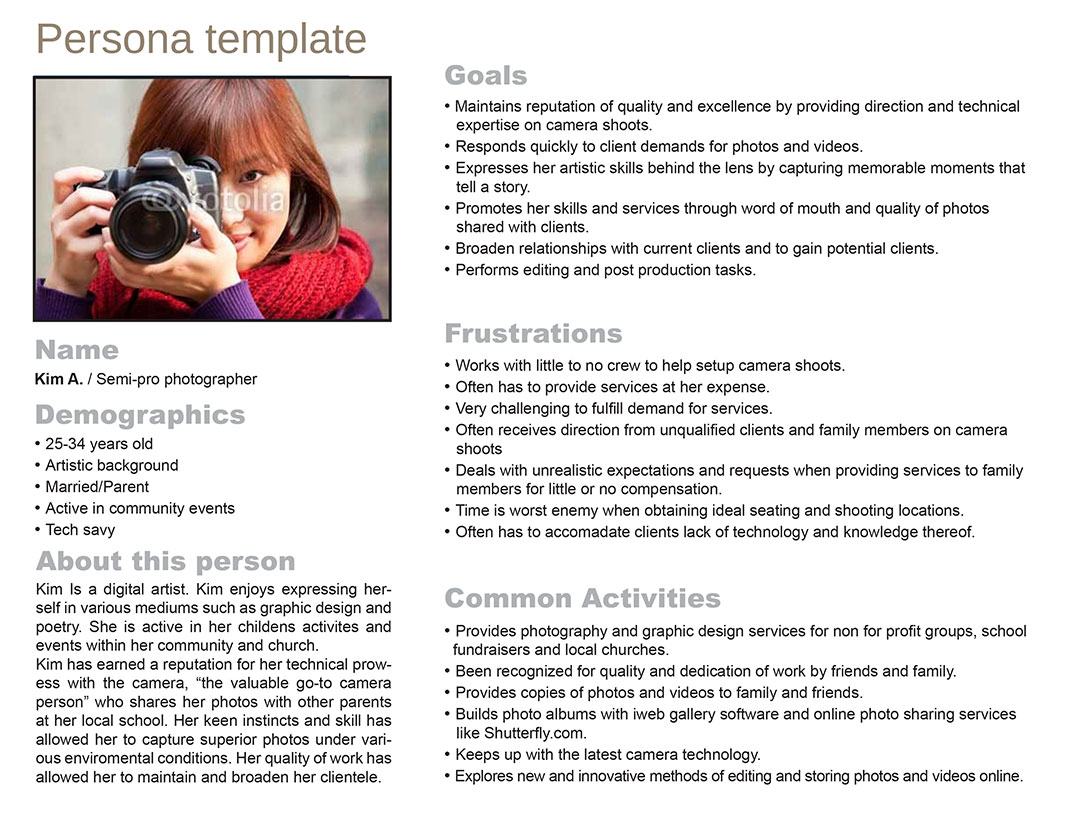 Persona template
© Fotolia
Name
Kim A. / Semi-pro photographer
Demographics
• 25-34 years old
• Artistic background
• Married/Parent
• Active in community events
• Tech savy
About this person
Kim Is a digital artist. Kim enjoys expressing her-
self in various mediums such as graphic design and
poetry. She is active in her childens activites and
events within her community and church.
Kim has earned a reputation for her technical prow-
ess with the camera, “the valuable go-to camera
person” who shares her photos with other parents
at her local school. Her keen instincts and skill has
allowed her to capture superior photos under vari-
ous enviromental conditions. Her quality of work has
allowed her to maintain and broaden her clientele.
Goals
• Maintains reputation of quality and excellence by providing direction and technical
expertise on camera shoots.
• Responds quickly to client demands for photos and videos.
• Expresses her artistic skills behind the lens by capturing memorable moments that
tell a story.
• Promotes her skills and services through word of mouth and quality of photos
shared with clients.
• Broaden relationships with current clients and to gain potential clients.
• Performs editing and post production tasks.
Frustrations
• Works with little to no crew to help setup camera shoots.
• Often has to provide services at her expense.
• Very challenging to fulfill demand for services.
• Often receives direction from unqualified clients and family members on camera
shoots
• Deals with unrealistic expectations and requests when providing services to family
members for little or no compensation.
• Time is worst enemy when obtaining ideal seating and shooting locations.
• Often has to accomadate clients lack of technology and knowledge thereof.
Common Activities
• Provides photography and graphic design services for non for profit groups, school
fundraisers and local churches.
• Been recognized for quality and dedication of work by friends and family.
• Provides copies of photos and videos to family and friends.
• Builds photo albums with iweb gallery software and online photo sharing services
like Shutterfly.com.
• Keeps up with the latest camera technology.
• Explores new and innovative methods of editing and storing photos and videos online.